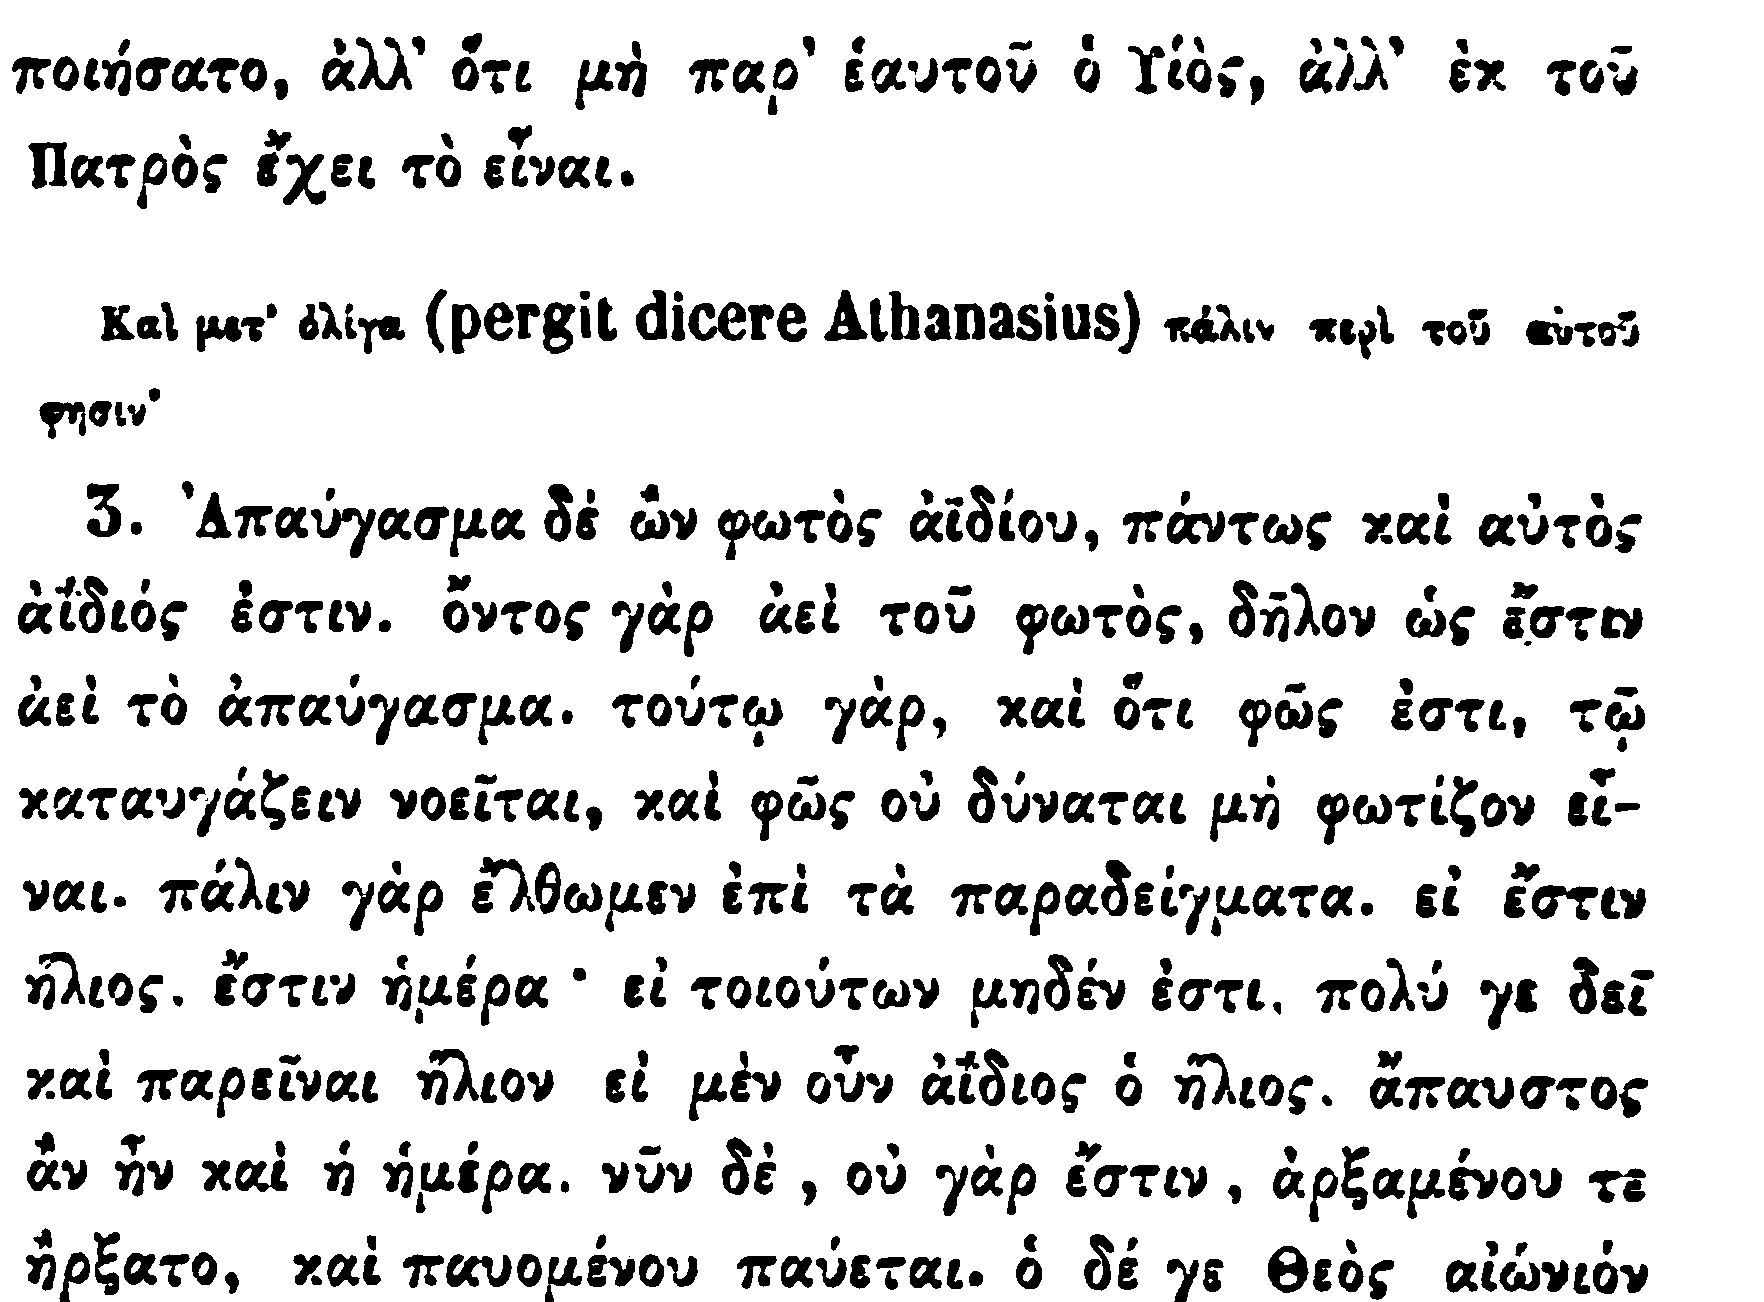 ποιήσατο, ἀλλ' ὅτι μὴ παρ' ἑαυτοῦ ὁ Υἱὸς, ἀλλ' ἐκ τοῦ
Πατρὸς ἔχει τὸ εἶναι.
Καὶ μετ' ὀλίγα (pergit dicere Athanasius) πάλιν περὶ τοῦ αὐτοῦ
φησιν·
3. Ἀπαύγασμα δὲ ὢν φωτὸς ἀϊδίου, πάντως καὶ αὐτὸς
ἀΐδιός ἐστιν. ὄντος γὰρ ἀεὶ τοῦ φωτὸς, δῆλον ὡς ἔστιν
ἀεὶ τὸ ἀπαύγασμα. τούτῳ γὰρ, καὶ ὅτι φῶς ἐστι, τῷ
καταυγάζειν νοεῖται, καὶ φῶς οὐ δύναται μὴ φωτίζον εἶ-
ναι. πάλιν γὰρ ἔλθωμεν ἐπὶ τὰ παραδείγματα. εἰ ἔστιν
ἥλιος. ἔστιν ἡμέρα · εἰ τοιούτων μηδέν ἐστι. πολύ γε δεῖ
καὶ παρεῖναι ἥλιον εἰ μὲν οὖν ἀΐδιος ὁ ἥλιος. ἄπαυστος
ἂν ἦν καὶ ἡ ἡμέρα. νῦν δὲ , οὐ γὰρ ἔστιν , ἀρξαμένου τε
ἤρξατο, καὶ παυομένου παύεται. ὁ δέ γε Θεὸς αἰώνιόν